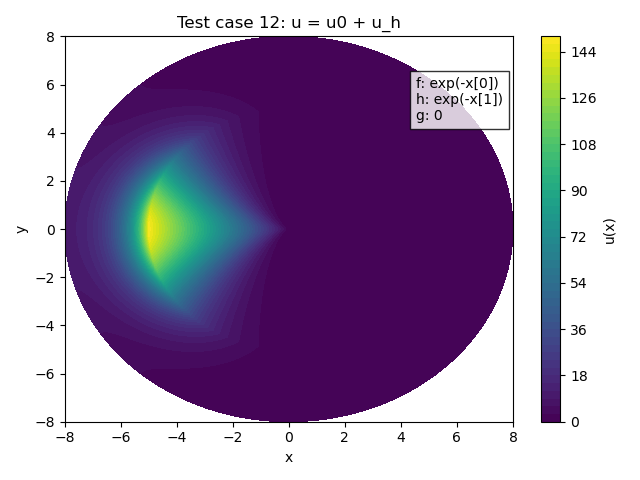 Test case 12: u = u0 + u_h
f: exp(-x[0])
h: exp(-x[1])
g: 0
8
6
4
2
0
−2
−4
−6
−8
y
−8 −6 −4 −2 0 2 4 6 8
x
144
126
108
90
72
54
36
18
0
u(x)